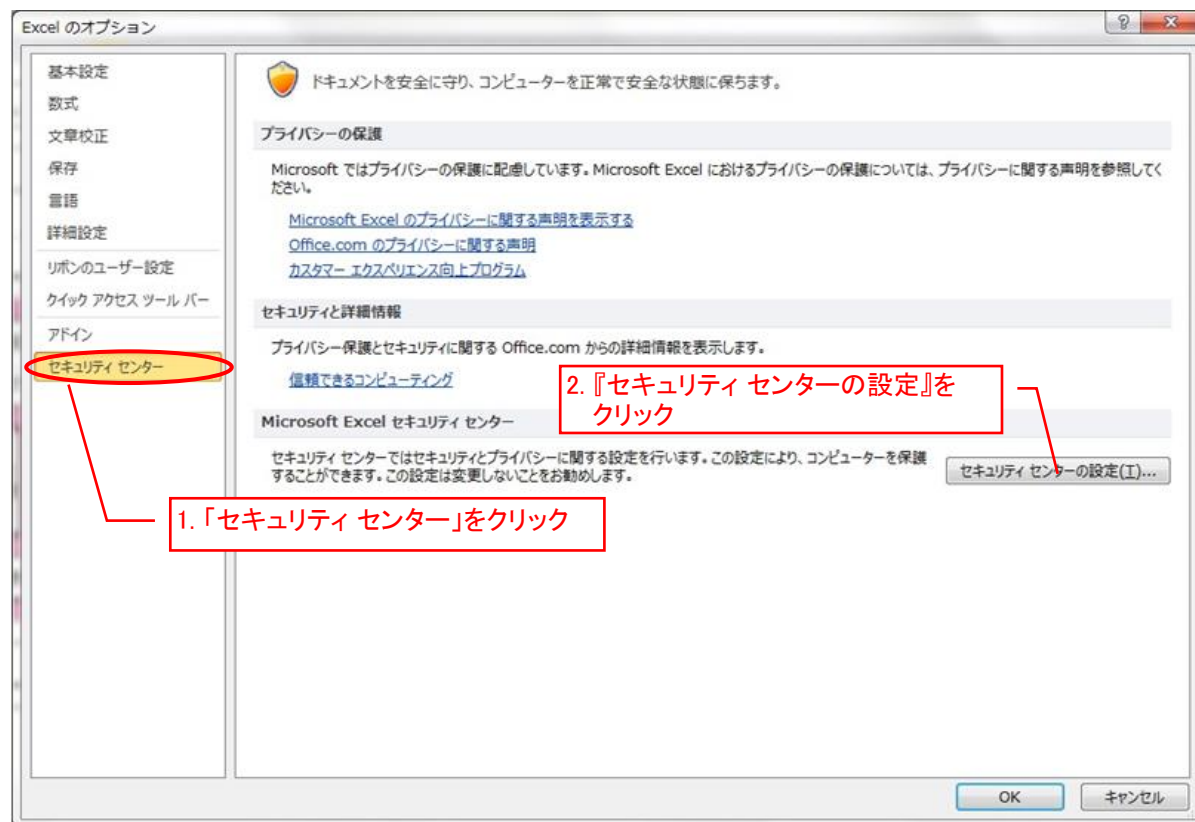 Excel のオプション
基本設定
数式
文章校正
保存
言語
詳細設定
リボンのユーザー設定
クイック アクセス ツール バー
アドイン
セキュリティ センター
ドキュメントを安全に守り、コンピューターを正常で安全な状態に保ちます。
プライバシーの保護
Microsoft ではプライバシーの保護に配慮しています。Microsoft Excel におけるプライバシーの保護については、プライバシーに関する声明を参照してく
ださい。
Microsoft Excel のプライバシーに関する声明を表示する
Office.com のプライバシーに関する声明
カスタマー エクスペリエンス向上プログラム
セキュリティと詳細情報
プライバシー保護とセキュリティに関する Office.com からの詳細情報を表示します。
信頼できるコンピューティング
2. 『セキュリティ センターの設定』を
クリック
Microsoft Excel セキュリティ センター
セキュリティ センターではセキュリティとプライバシーに関する設定を行います。この設定により、コンピューターを保護
することができます。この設定は変更しないことをお勧めします。
セキュリティ センターの設定(T)...
1. 「セキュリティ センター」をクリック
OK
キャンセル